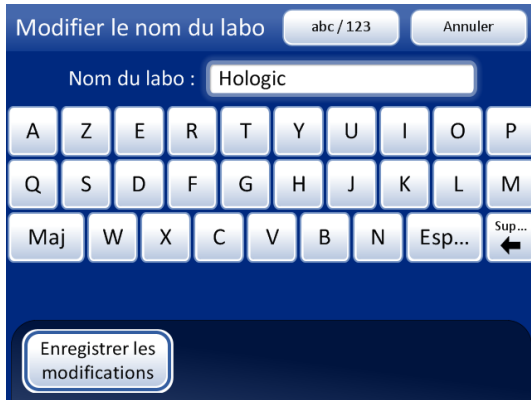 Modifier le nom du labo abc / 123 Annuler
Nom du labo : Hologic
A Z E R T Y U I O P
Q S D F G H J K L M
Maj W X C V B N Esp... Sup...
Enregistrer les
modifications